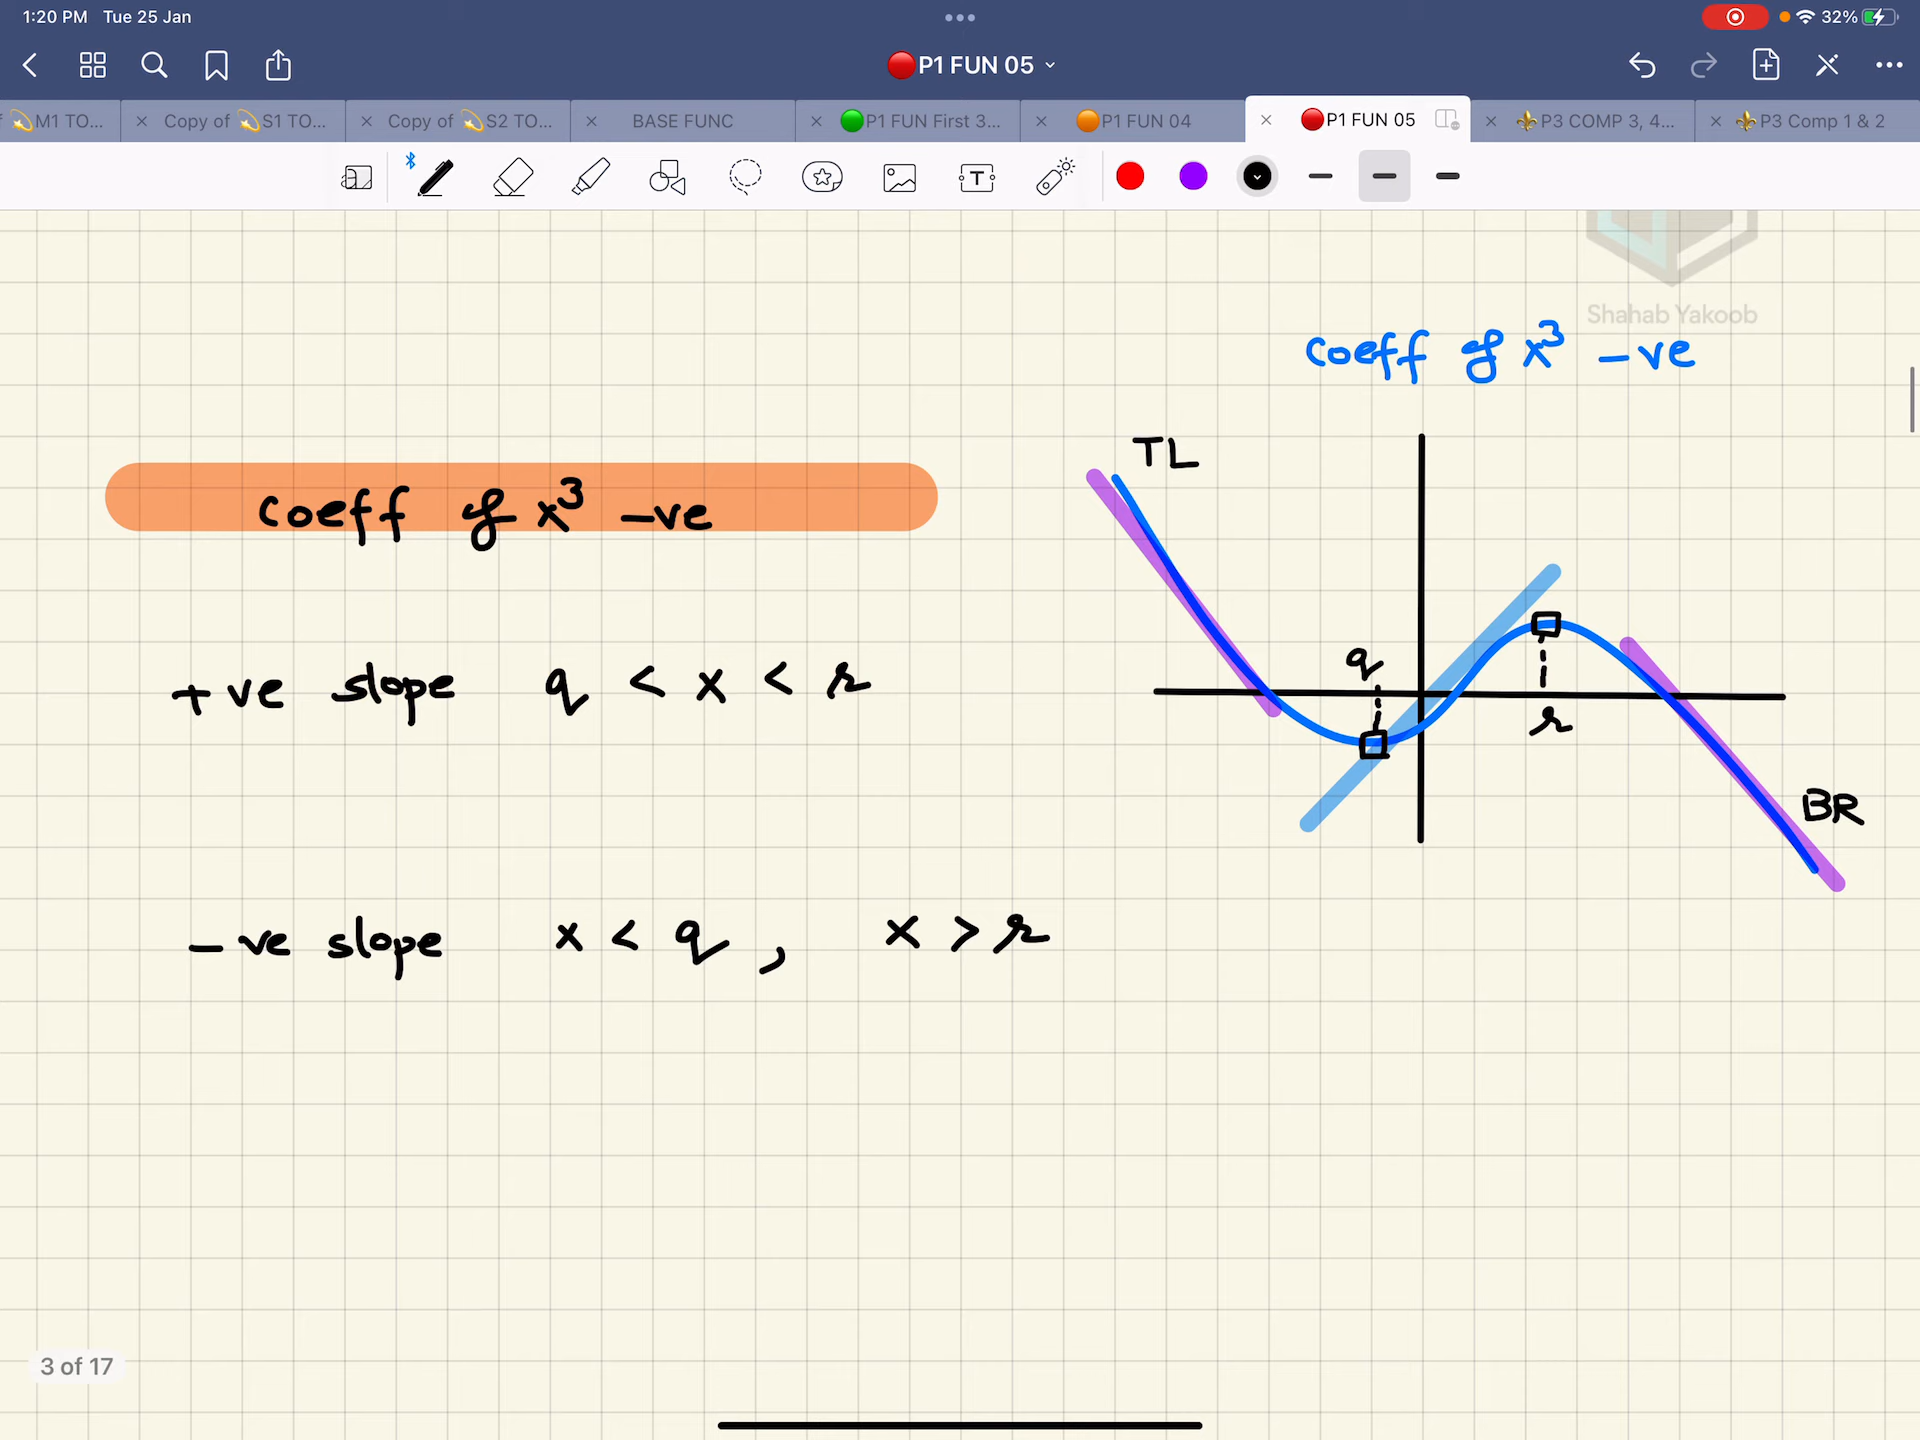 1:20 PM Tue 25 Jan
32%
P1 FUN 05
M1 TO...
Copy of S1 TO...
Copy of S2 TO...
BASE FUNC
P1 FUN First 3...
P1 FUN 04
P1 FUN 05
P3 COMP 3, 4...
P3 Comp 1 & 2
Shahab Yakoob
coeff of x³ -ve
TL
coeff of x³ -ve
q
+ve slope q < x < r
r
BR
-ve slope x < q , x > r
3 of 17